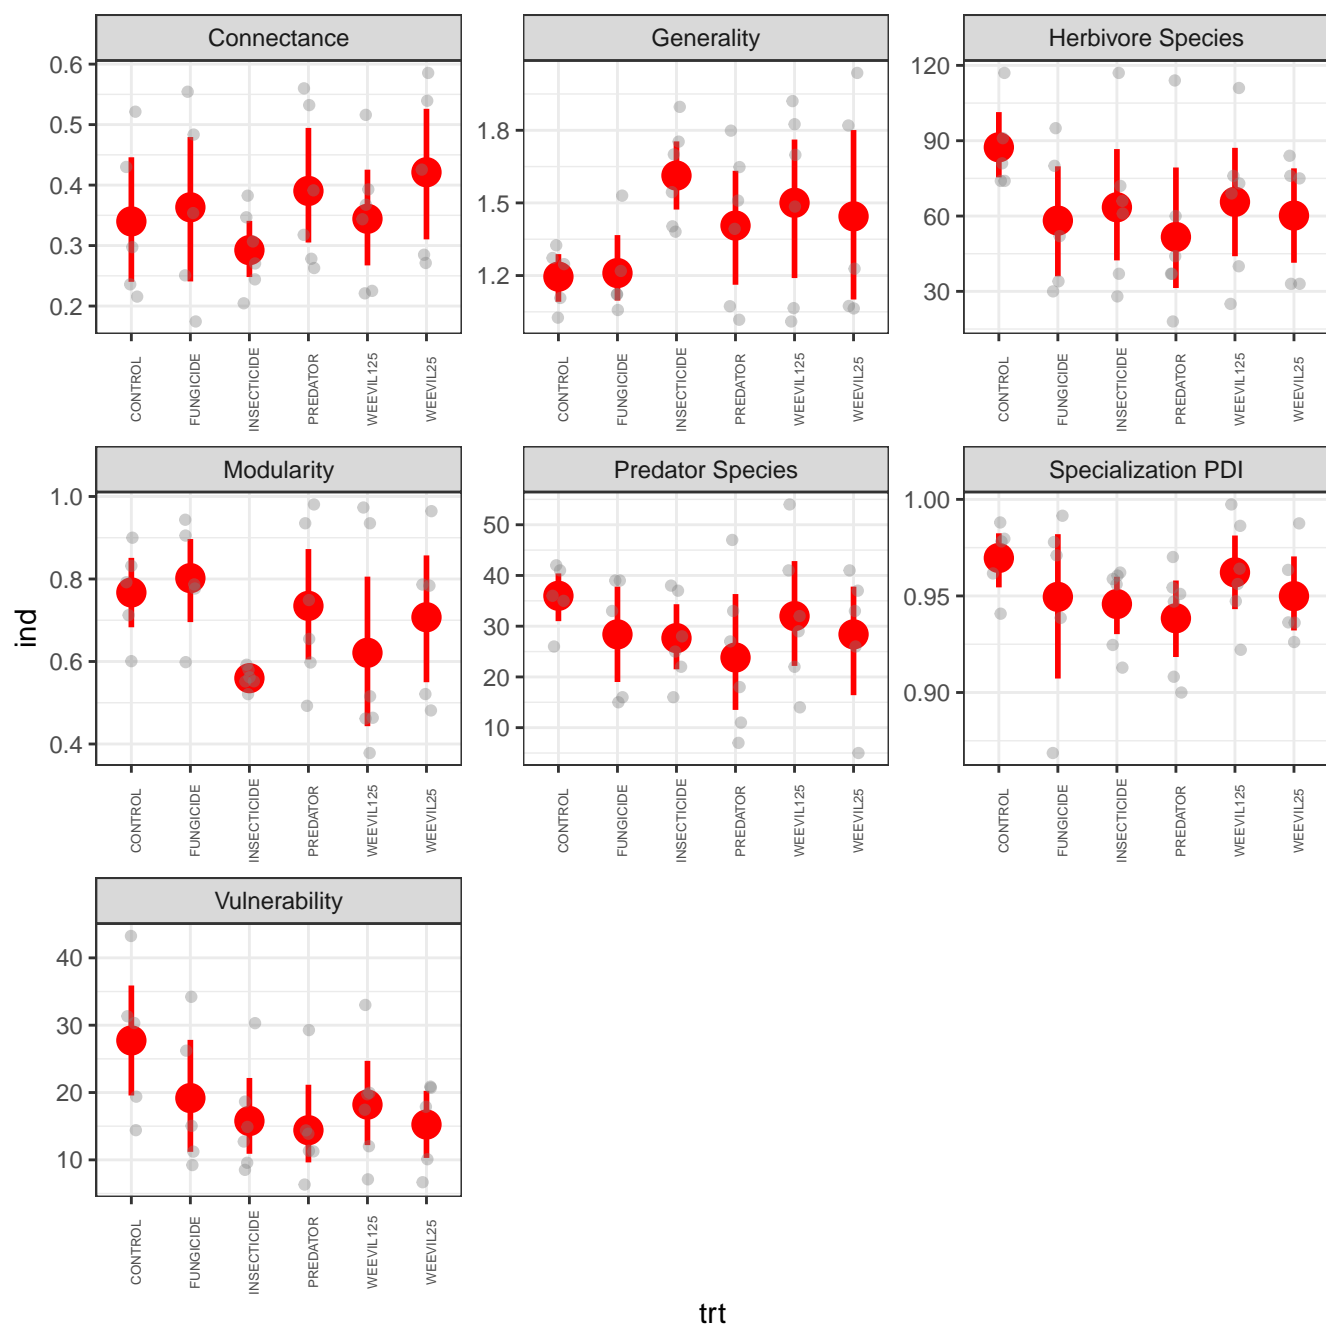 Connectance
Generality
Herbivore Species
0.6
0.5
0.4
0.3
0.2
1.8
1.5
1.2
120
90
60
30
CONTROL
FUNGICIDE
INSECTICIDE
PREDATOR
WEEVIL125
WEEVIL25
CONTROL
FUNGICIDE
INSECTICIDE
PREDATOR
WEEVIL125
WEEVIL25
CONTROL
FUNGICIDE
INSECTICIDE
PREDATOR
WEEVIL125
WEEVIL25
Modularity
Predator Species
Specialization PDI
ind
1.0
0.8
0.6
0.4
50
40
30
20
10
1.00
0.95
0.90
CONTROL
FUNGICIDE
INSECTICIDE
PREDATOR
WEEVIL125
WEEVIL25
CONTROL
FUNGICIDE
INSECTICIDE
PREDATOR
WEEVIL125
WEEVIL25
CONTROL
FUNGICIDE
INSECTICIDE
PREDATOR
WEEVIL125
WEEVIL25
Vulnerability
40
30
20
10
CONTROL
FUNGICIDE
INSECTICIDE
PREDATOR
WEEVIL125
WEEVIL25
trt